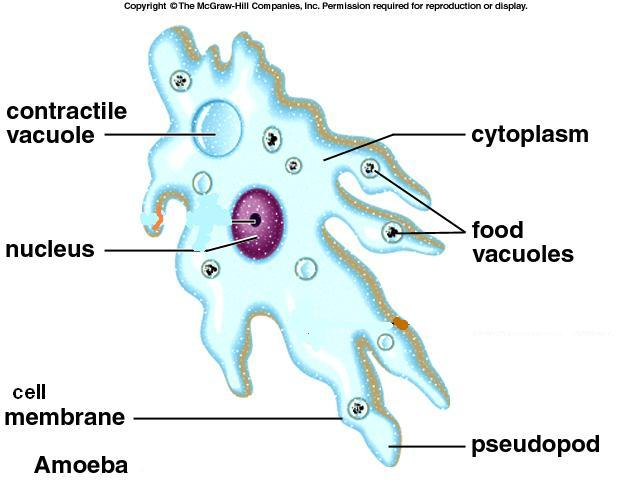 Copyright © The McGraw-Hill Companies, Inc. Permission required for reproduction or display.
contractile
vacuole
cytoplasm
food
vacuoles
nucleus
cell
membrane
pseudopod
Amoeba